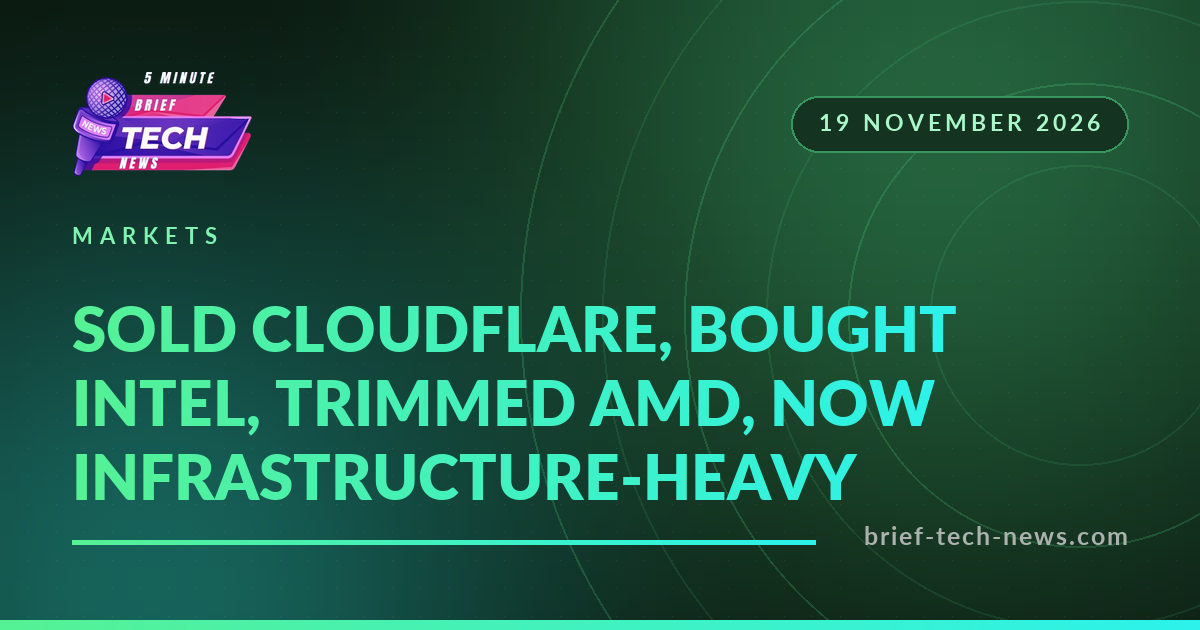 5 MINUTE
BRIEF
NEWS
TECH
NEWS
19 NOVEMBER 2026
MARKETS
SOLD CLOUDFLARE, BOUGHT
INTEL, TRIMMED AMD, NOW
INFRASTRUCTURE-HEAVY
brief-tech-news.com